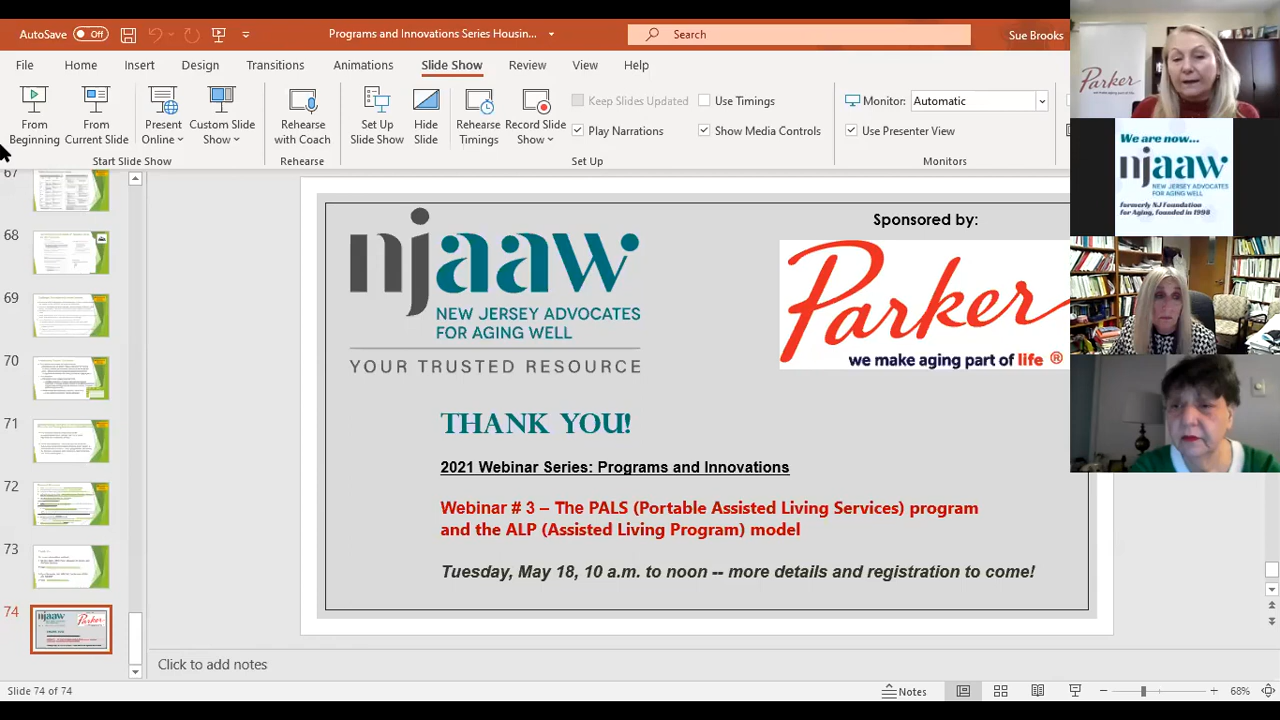 AutoSave Off Programs and Innovations Series Housin... Search Sue Brooks
File Home Insert Design Transitions Animations Slide Show Review View Help
From Beginning
From Current Slide
Present Online
Custom Slide Show
Rehearse with Coach
Set Up Slide Show
Hide Slide
Rehearse Timings
Record Slide Show
Keep Slides Updated Use Timings
Play Narrations Show Media Controls
Monitor: Automatic
Use Presenter View
Start Slide Show Rehearse Set Up Monitors
67
68
69
70
71
72
73
74
njaaw
NEW JERSEY ADVOCATES
FOR AGING WELL
YOUR TRUSTED RESOURCE
Sponsored by:
Parker
we make aging part of life ®
THANK YOU!
2021 Webinar Series: Programs and Innovations
Webinar # 3 – The PALS (Portable Assisted Living Services) program
and the ALP (Assisted Living Program) model
Tuesday, May 18, 10 a.m. to noon -- more details and registration to come!
Click to add notes
Slide 74 of 74 Notes 68%
Parker
We are now...
njaaw
NEW JERSEY ADVOCATES
FOR AGING WELL
formerly NJ Foundation
for Aging, founded in 1998